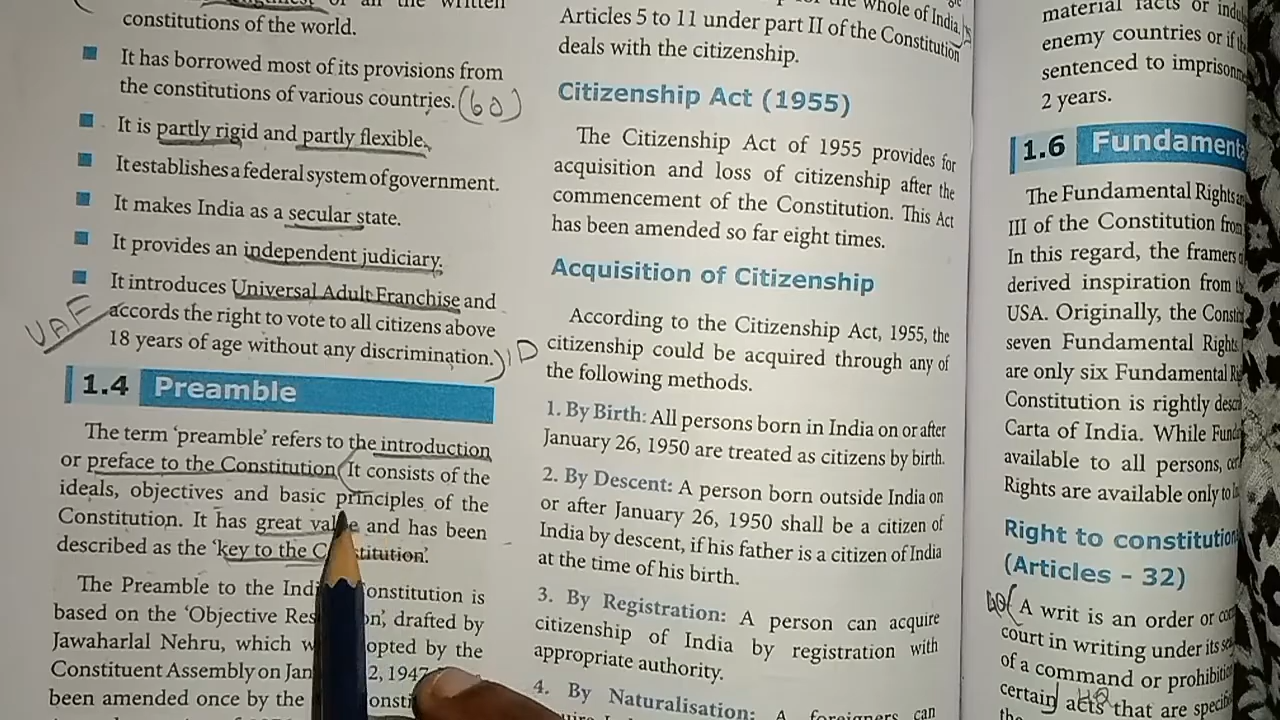 of all the written
constitutions of the world.
It has borrowed most of its provisions from
the constitutions of various countries. (60)
It is partly rigid and partly flexible.
It establishes a federal system of government.
It makes India as a secular state.
It provides an independent judiciary.
It introduces Universal Adult Franchise and
UAF accords the right to vote to all citizens above
18 years of age without any discrimination.
1.4 Preamble
The term 'preamble' refers to the introduction
or preface to the Constitution. It consists of the
ideals, objectives and basic principles of the
Constitution. It has great and has been
described as the 'key to the
The Preamble to the is
based on the 'Objective drafted by
Jawaharlal Nehru, which by the
Constituent Assembly on
been amended once by the
the whole of India.
Articles 5 to 11 under part II of the Constitution
deals with the citizenship.
Citizenship Act (1955)
The Citizenship Act of 1955 provides for
acquisition and loss of citizenship after the
commencement of the Constitution. This Act
has been amended so far eight times.
Acquisition of Citizenship
According to the Citizenship Act, 1955, the
citizenship could be acquired through any of
the following methods.
1. By Birth: All persons born in India on or after
January 26, 1950 are treated as citizens by birth.
2. By Descent: A person born outside India on
or after January 26, 1950 shall be a citizen of
India by descent, if his father is a citizen of India
at the time of his birth.
3. By Registration: A person can acquire
citizenship of India by registration with
appropriate authority.
4. By Naturalisation: A foreigners can
material facts or
enemy countries or if
sentenced to
2 years.
1.6
The Fundamental Rights
III of the Constitution from
In this regard, the framers
derived inspiration from
USA. Originally, the
seven Fundamental Rights.
are only six Fundamental
Constitution is rightly
Carta of India. While
available to all persons,
Rights are available only to
Right to
(Articles - 32)
A writ is an order or
court in writing under its
of a command or prohibition
certain acts that are
the